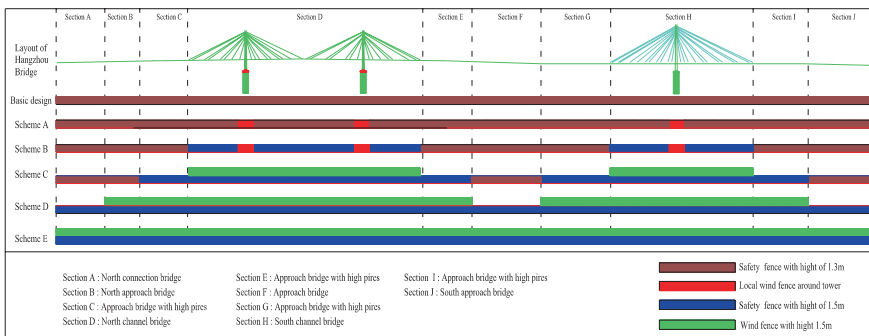 Section A Section B Section C Section D Section E Section F Section G Section H Section I Section J
Layout of
Hangzhou
Bridge
Basic design
Scheme A
Scheme B
Scheme C
Scheme D
Scheme E
Section A : North connection bridge
Section B : North approach bridge
Section C : Approach bridge with high pires
Section D : North channel bridge
Section E : Approach bridge with high pires
Section F : Approach bridge
Section G : Approach bridge with high pires
Section H : South channel bridge
Section I : Approach bridge with high pires
Section J : South approach bridge
Safety fence with hight of 1.3m
Local wind fence around tower
Safety fence with hight of 1.5m
Wind fence with hight 1.5m